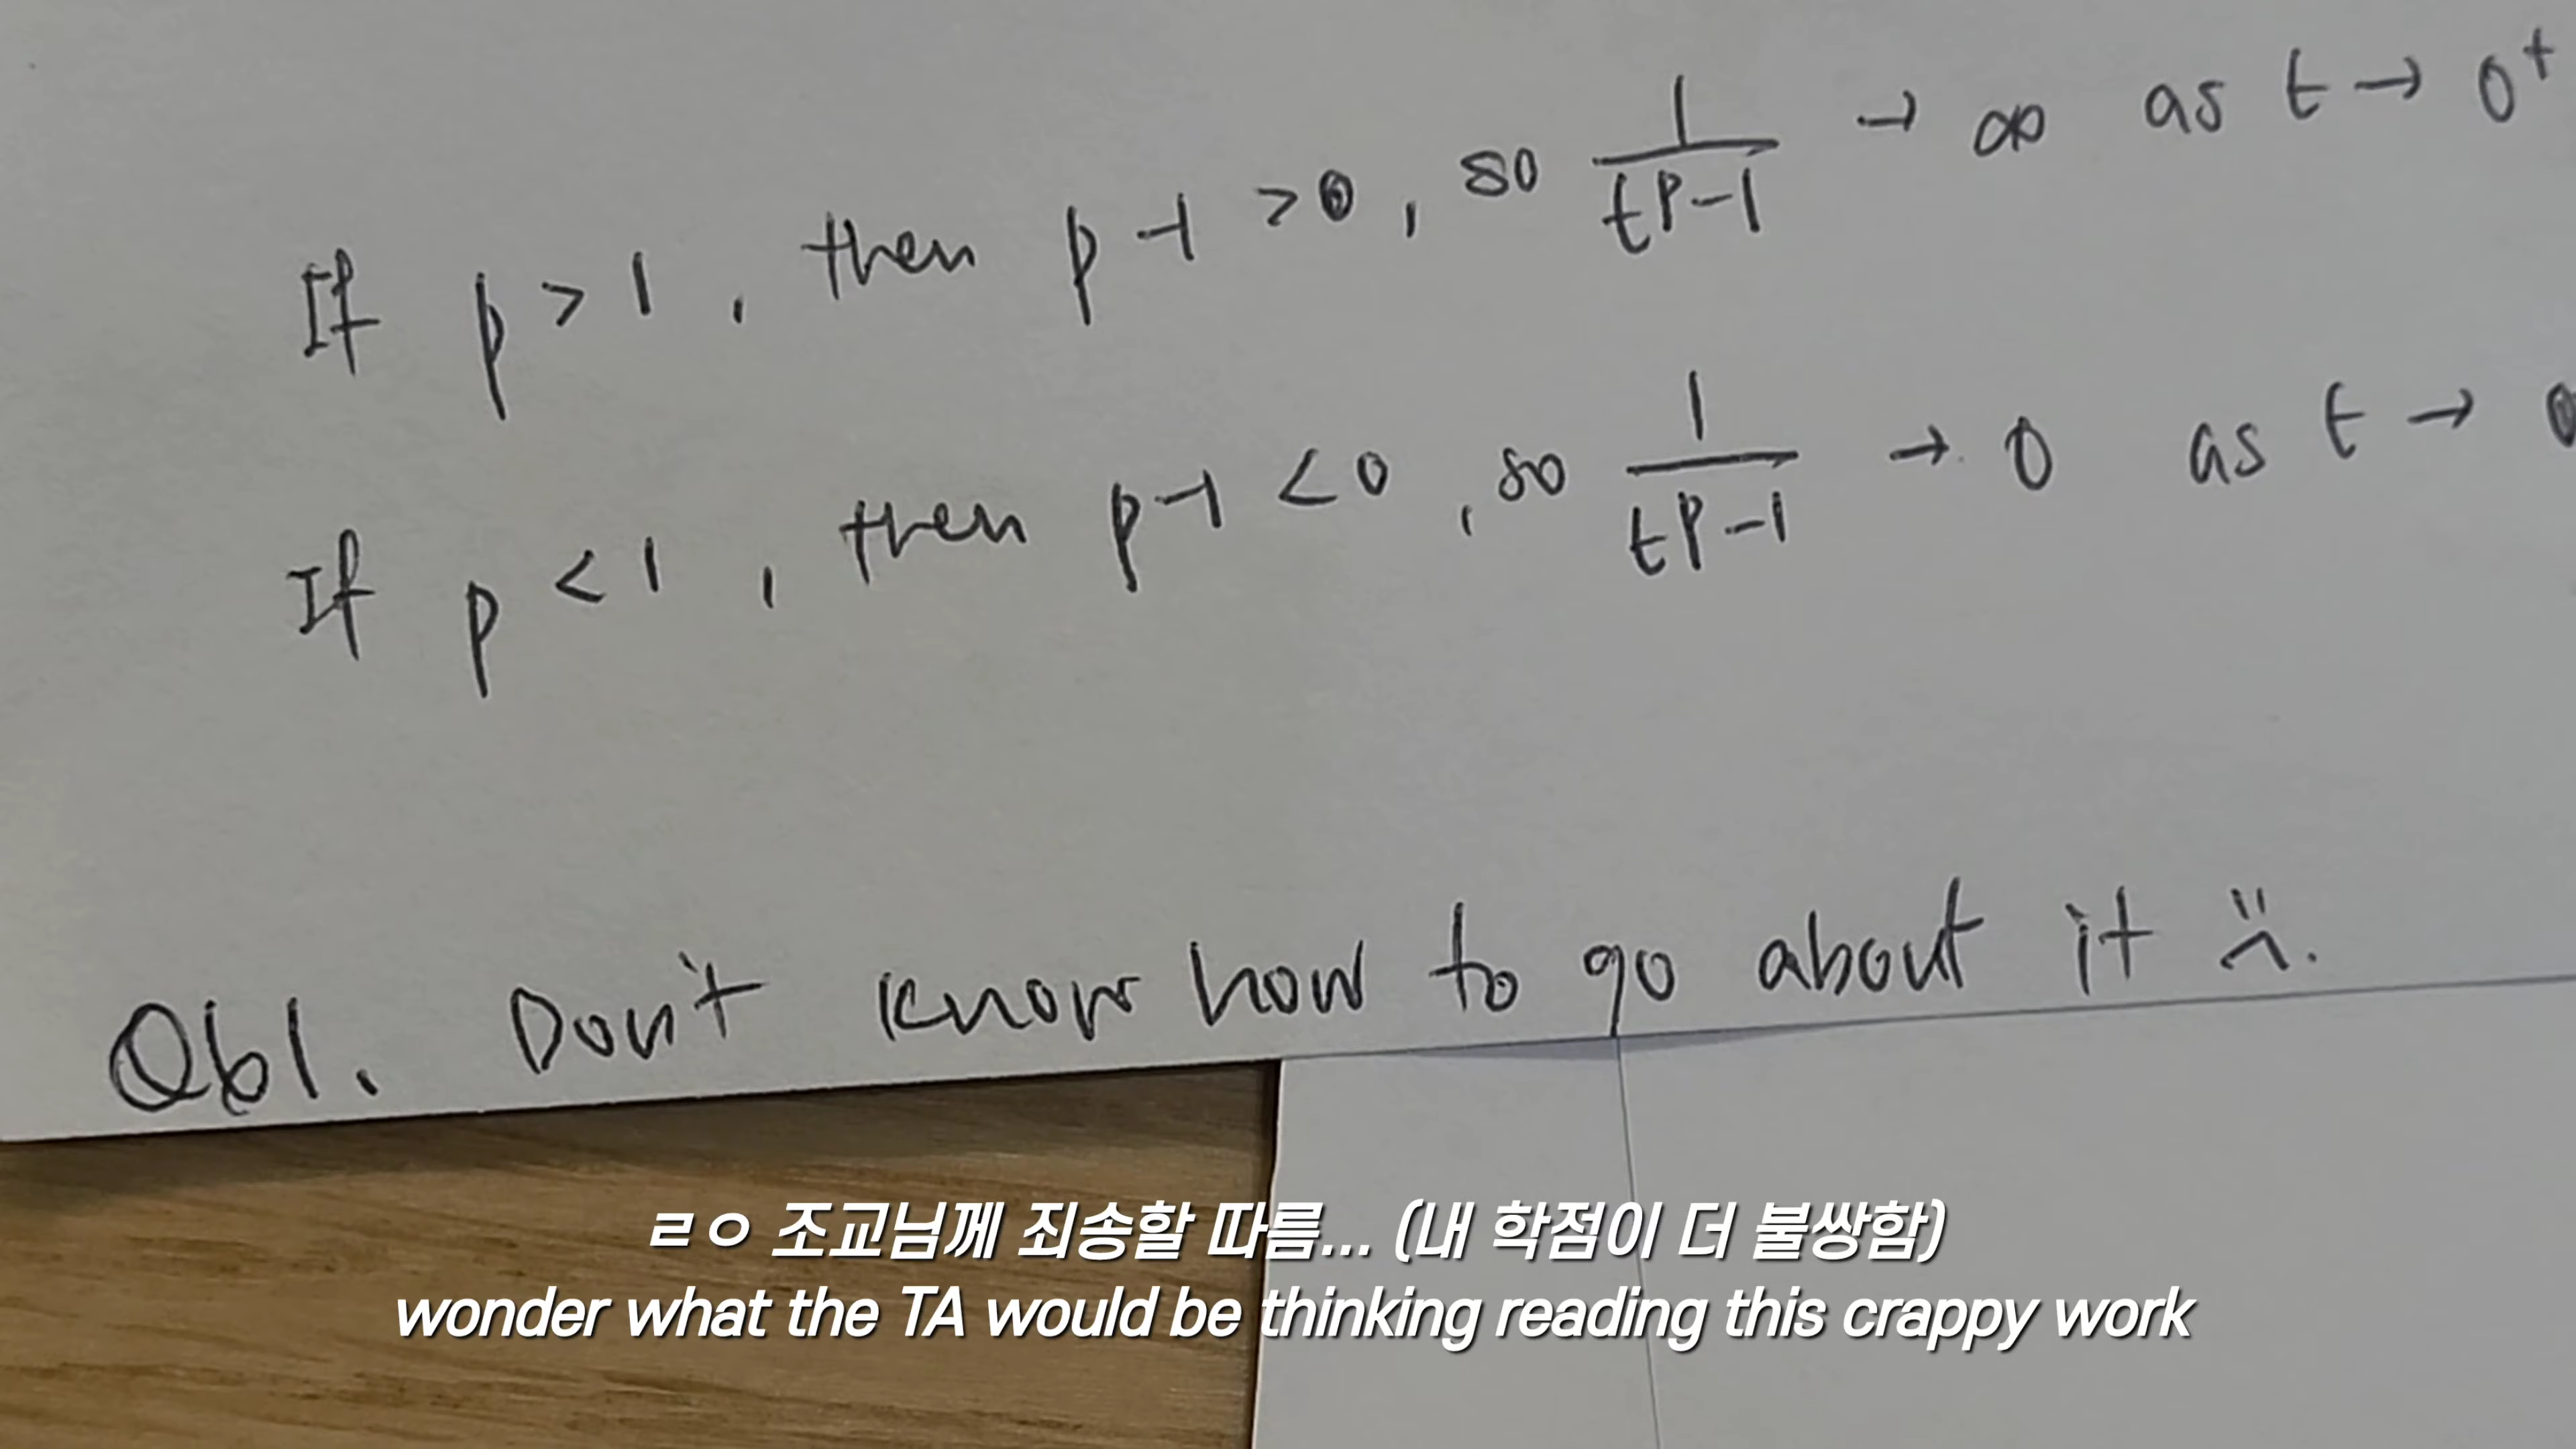 If p > 1, then p-1 > 0, so 1/t^{p-1} → ∞ as t → 0⁺
If p < 1, then p-1 < 0, so 1/t^{p-1} → 0 as t →
Q61. Don't know how to go about it :(.
ㄹㅇ 조교님께 죄송할 따름... (내 학점이 더 불쌍함)
wonder what the TA would be thinking reading this crappy work